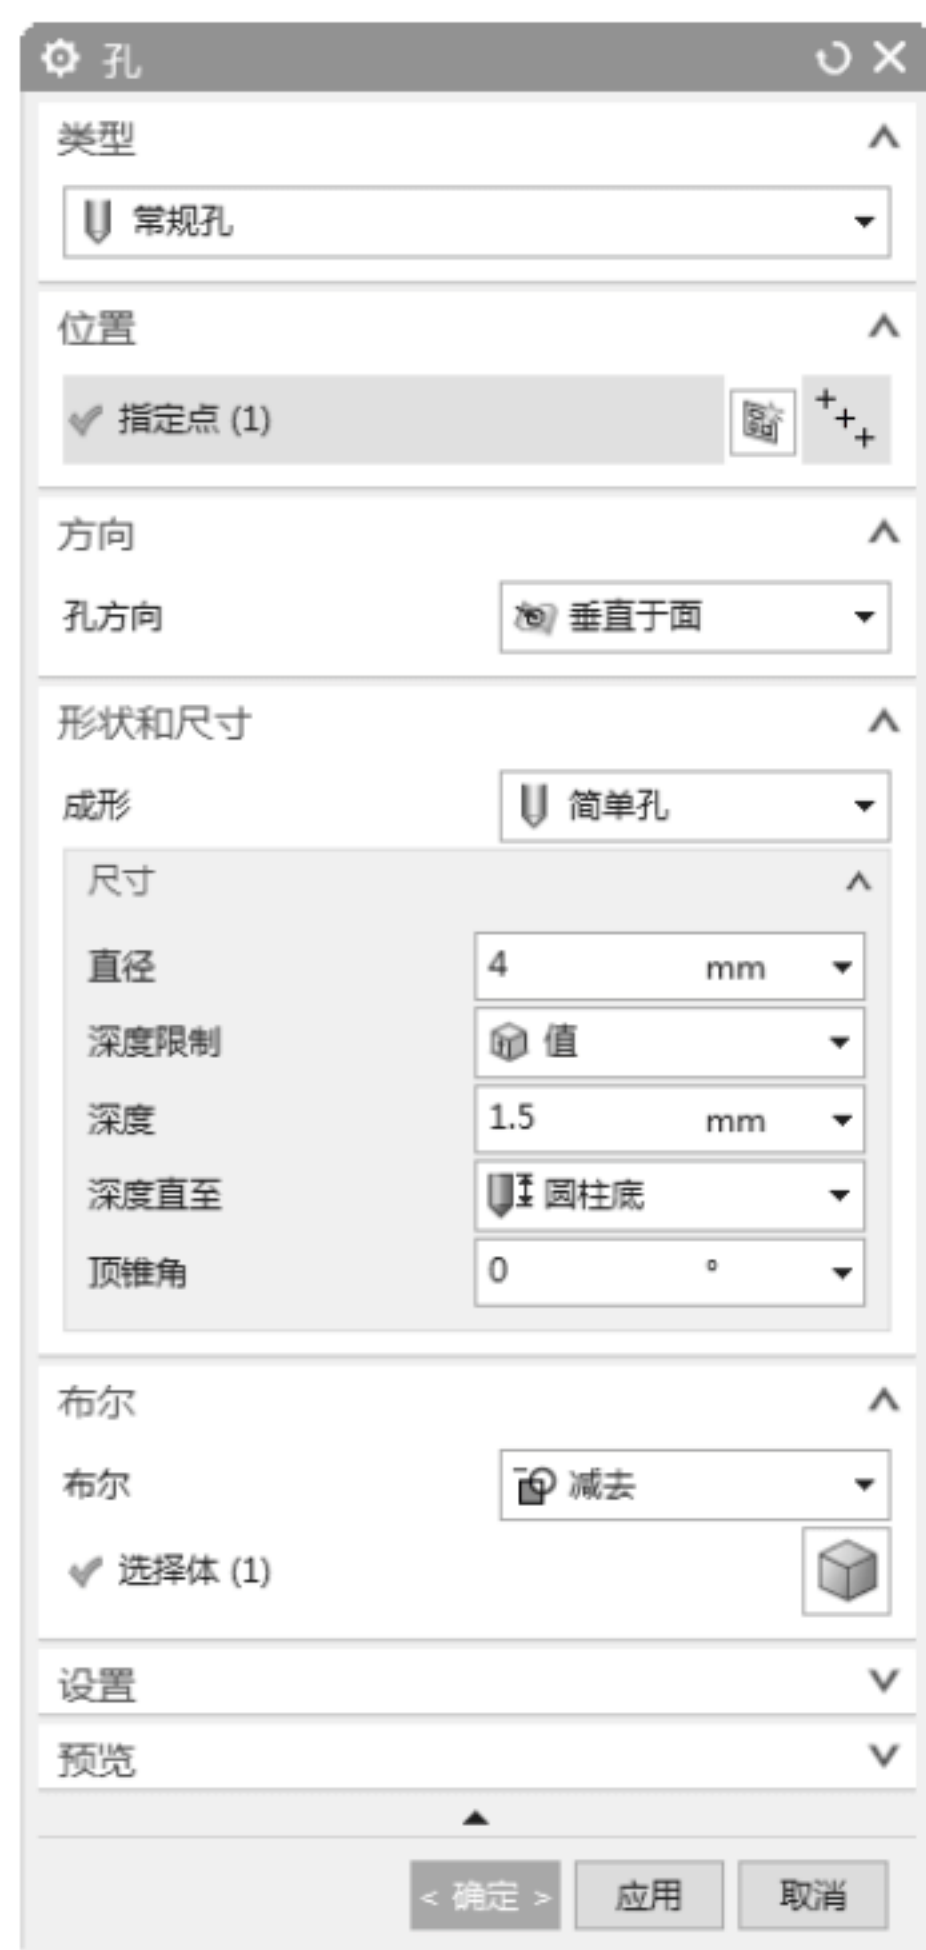 孔
类型
常规孔
位置
指定点 (1)
方向
孔方向 垂直于面
形状和尺寸
成形 简单孔
尺寸
直径 4 mm
深度限制 值
深度 1.5 mm
深度直至 圆柱底
顶锥角 0 °
布尔
布尔 减去
选择体 (1)
设置
预览
< 确定 > 应用 取消